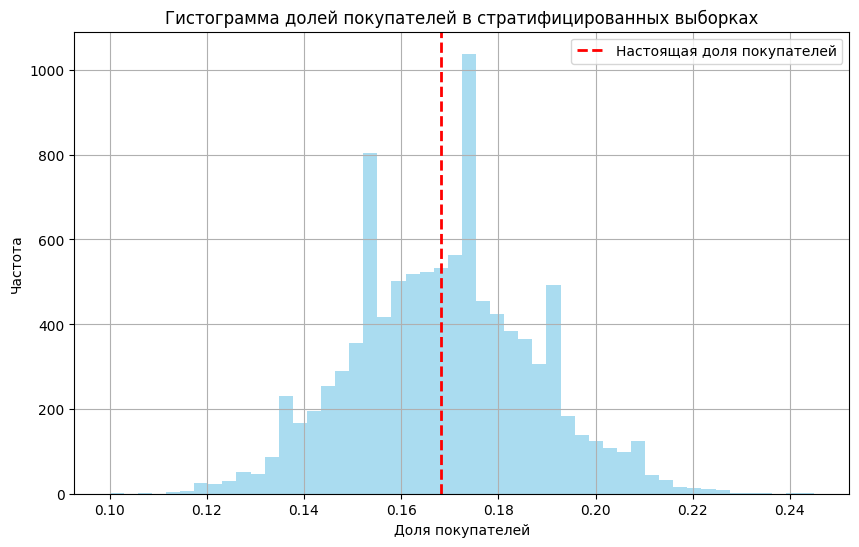 Гистограмма долей покупателей в стратифицированных выборках
Настоящая доля покупателей
1000
800
600
400
200
0
Частота
0.10 0.12 0.14 0.16 0.18 0.20 0.22 0.24
Доля покупателей